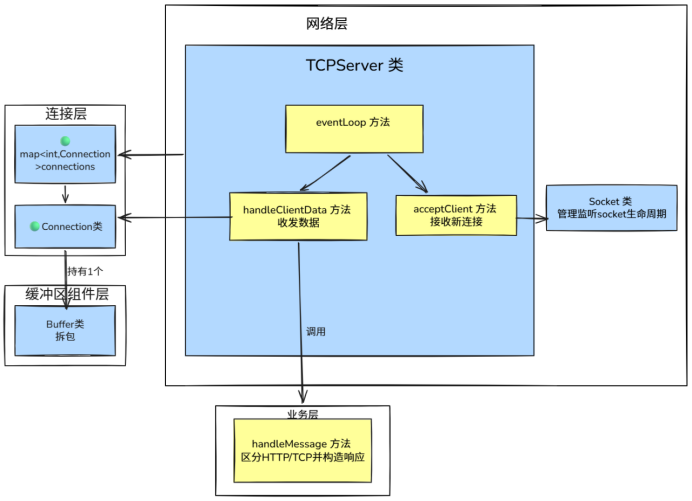 网络层
TCPServer 类
eventLoop 方法
连接层
map<int,Connection
>connections
handleClientData 方法
收发数据
acceptClient 方法
接收新连接
Socket 类
管理监听socket生命周期
Connection类
持有1个
缓冲区组件层
Buffer类
拆包
调用
业务层
handleMessage 方法
区分HTTP/TCP并构造响应